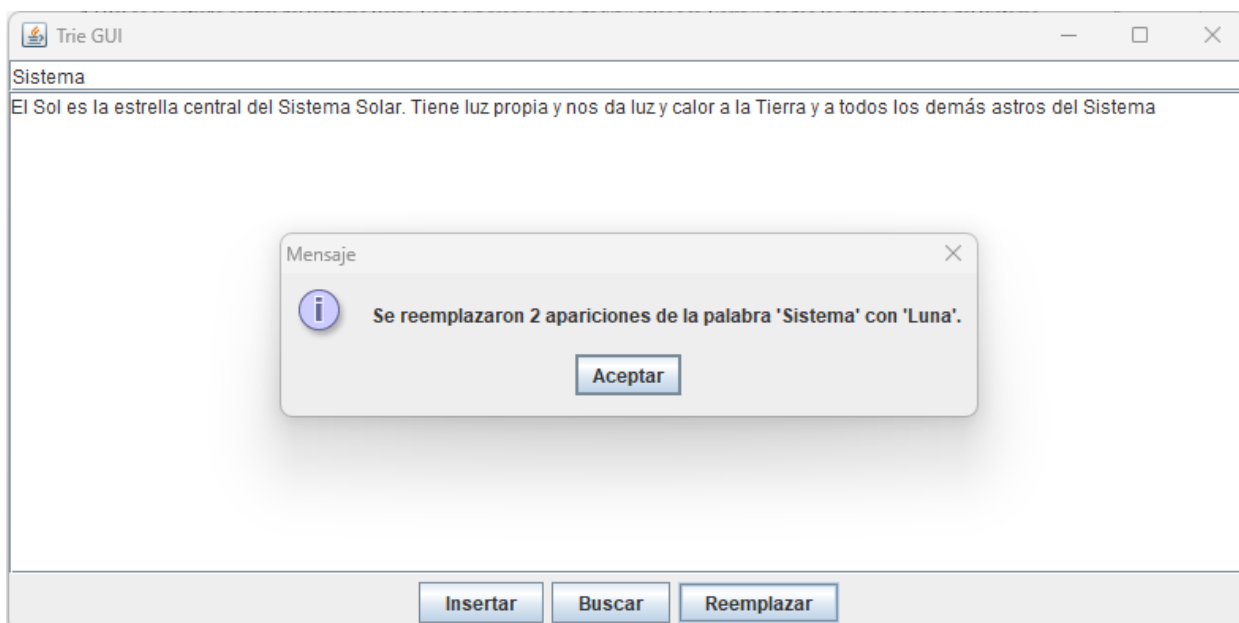 Trie GUI
Sistema
El Sol es la estrella central del Sistema Solar. Tiene luz propia y nos da luz y calor a la Tierra y a todos los demás astros del Sistema
Mensaje
Se reemplazaron 2 apariciones de la palabra 'Sistema' con 'Luna'.
Aceptar
Insertar Buscar Reemplazar